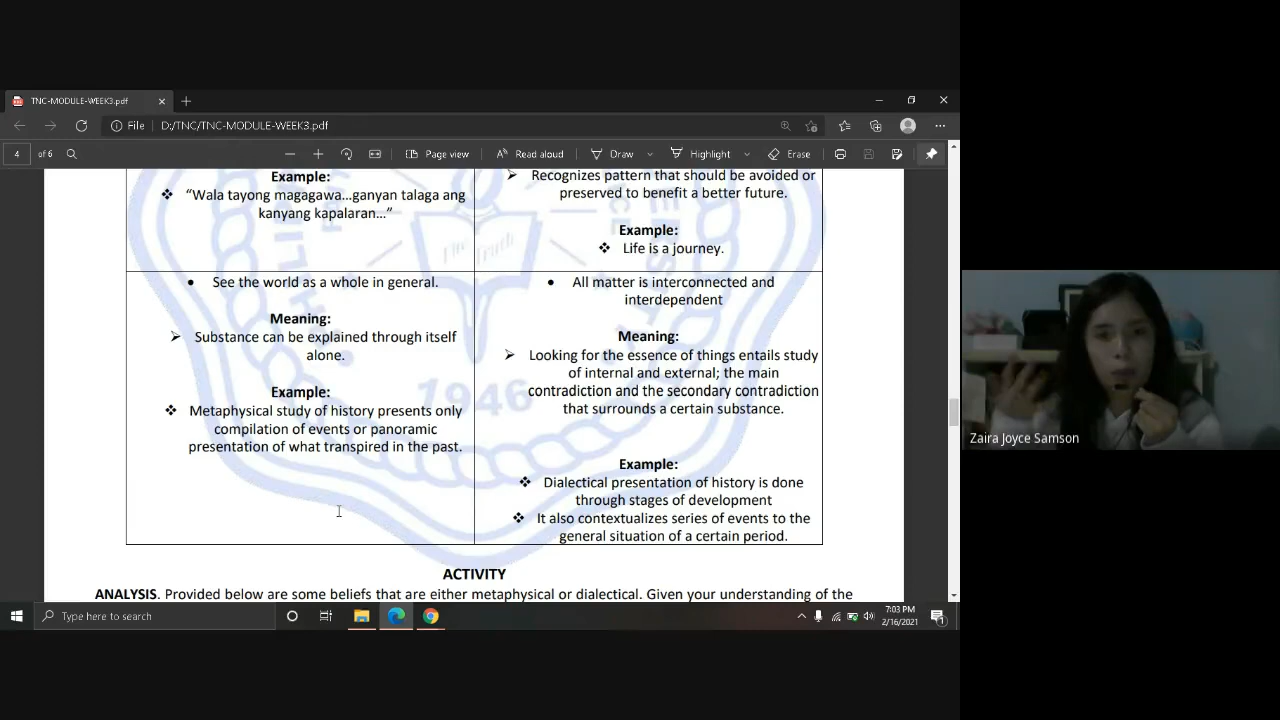 TNC-MODULE-WEEK3.pdf
File D:/TNC/TNC-MODULE-WEEK3.pdf
4 of 6 Page view Read aloud Draw Highlight Erase
Example:
❖ “Wala tayong magagawa...ganyan talaga ang
kanyang kapalaran...”
➢ Recognizes pattern that should be avoided or
preserved to benefit a better future.
Example:
❖ Life is a journey.
• See the world as a whole in general.
Meaning:
➢ Substance can be explained through itself
alone.
Example:
❖ Metaphysical study of history presents only
compilation of events or panoramic
presentation of what transpired in the past.
• All matter is interconnected and
interdependent
Meaning:
➢ Looking for the essence of things entails study
of internal and external; the main
contradiction and the secondary contradiction
that surrounds a certain substance.
Example:
❖ Dialectical presentation of history is done
through stages of development
❖ It also contextualizes series of events to the
general situation of a certain period.
1946
ACTIVITY
ANALYSIS. Provided below are some beliefs that are either metaphysical or dialectical. Given your understanding of the
Type here to search
7:03 PM
2/16/2021
Zaira Joyce Samson